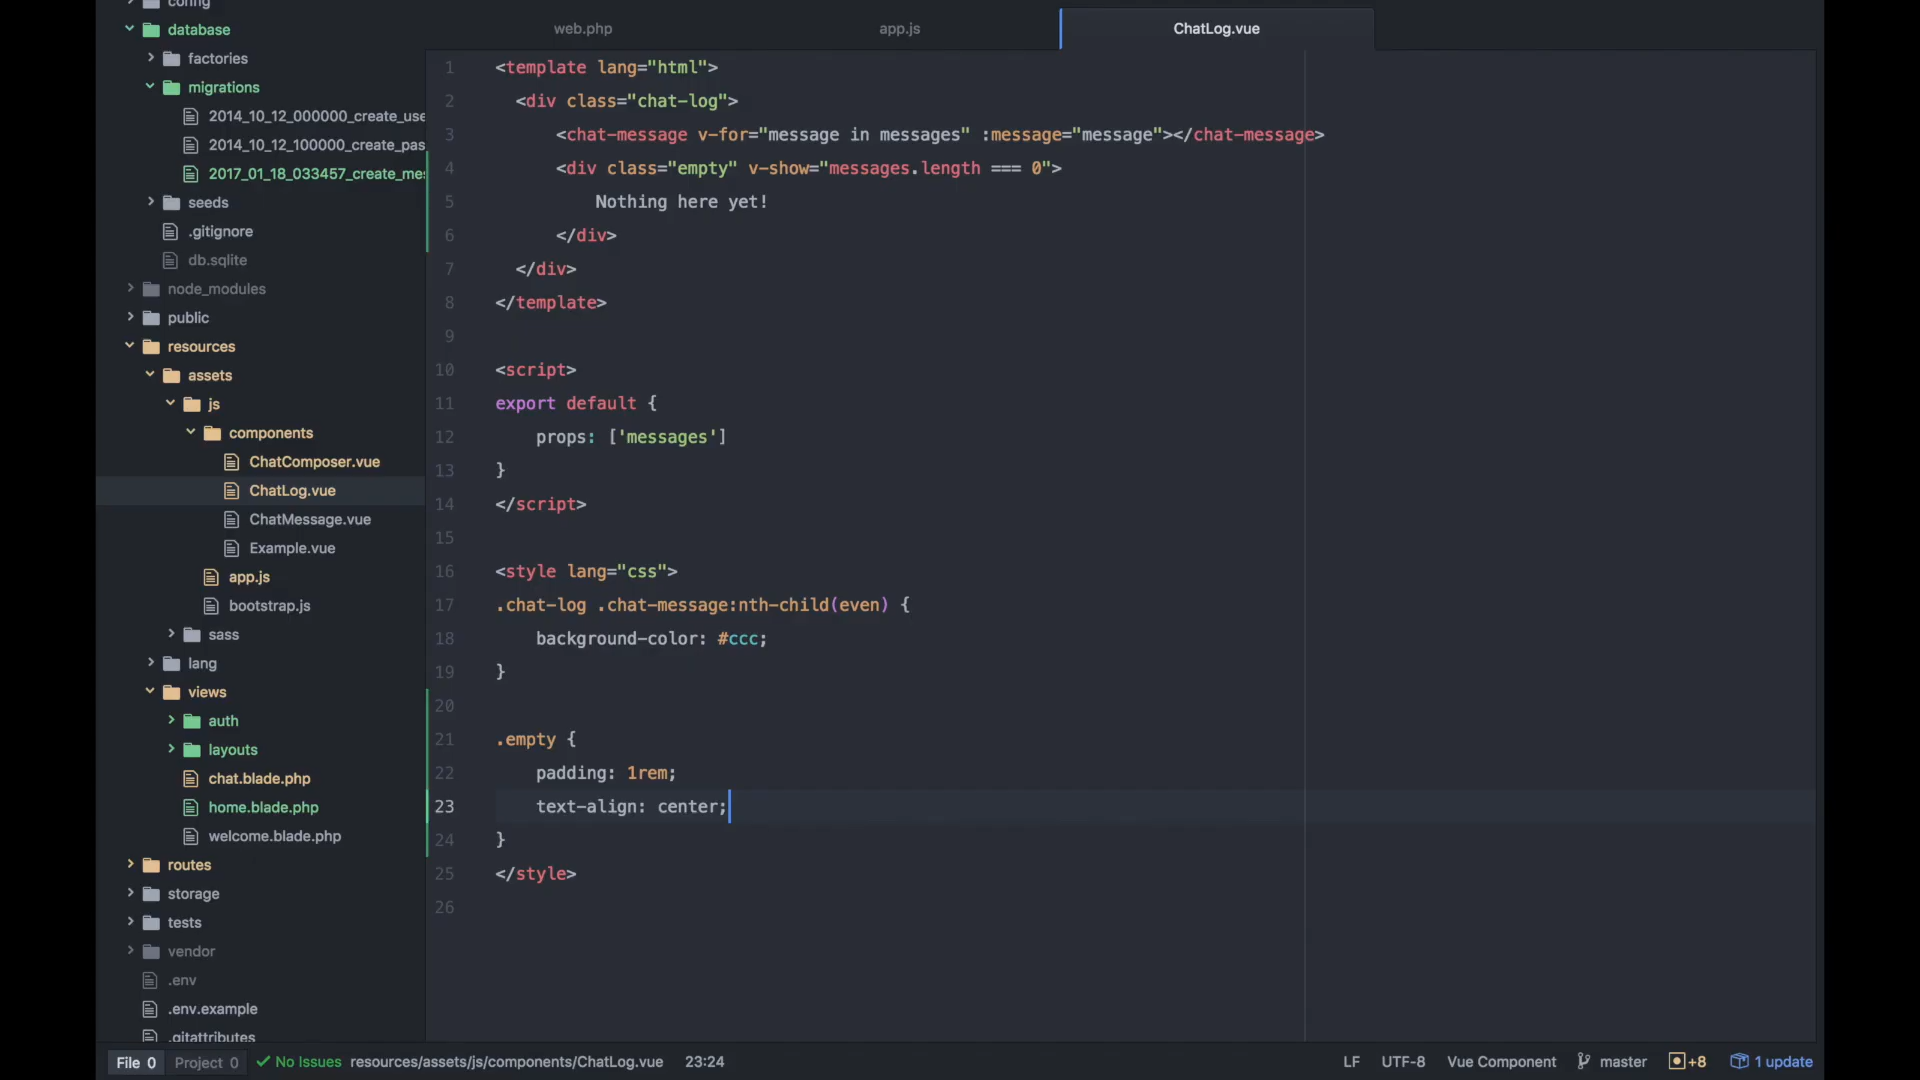 config
database
factories
migrations
2014_10_12_000000_create_use
2014_10_12_100000_create_pas
2017_01_18_033457_create_mes
seeds
.gitignore
db.sqlite
node_modules
public
resources
assets
js
components
ChatComposer.vue
ChatLog.vue
ChatMessage.vue
Example.vue
app.js
bootstrap.js
sass
lang
views
auth
layouts
chat.blade.php
home.blade.php
welcome.blade.php
routes
storage
tests
vendor
.env
.env.example
.gitattributes
web.php app.js ChatLog.vue
1 <template lang="html">
2 <div class="chat-log">
3 <chat-message v-for="message in messages" :message="message"></chat-message>
4 <div class="empty" v-show="messages.length === 0">
5 Nothing here yet!
6 </div>
7 </div>
8 </template>
9
10 <script>
11 export default {
12 props: ['messages']
13 }
14 </script>
15
16 <style lang="css">
17 .chat-log .chat-message:nth-child(even) {
18 background-color: #ccc;
19 }
20
21 .empty {
22 padding: 1rem;
23 text-align: center;
24 }
25 </style>
26
File 0 Project 0 No Issues resources/assets/js/components/ChatLog.vue 23:24 LF UTF-8 Vue Component master +8 1 update